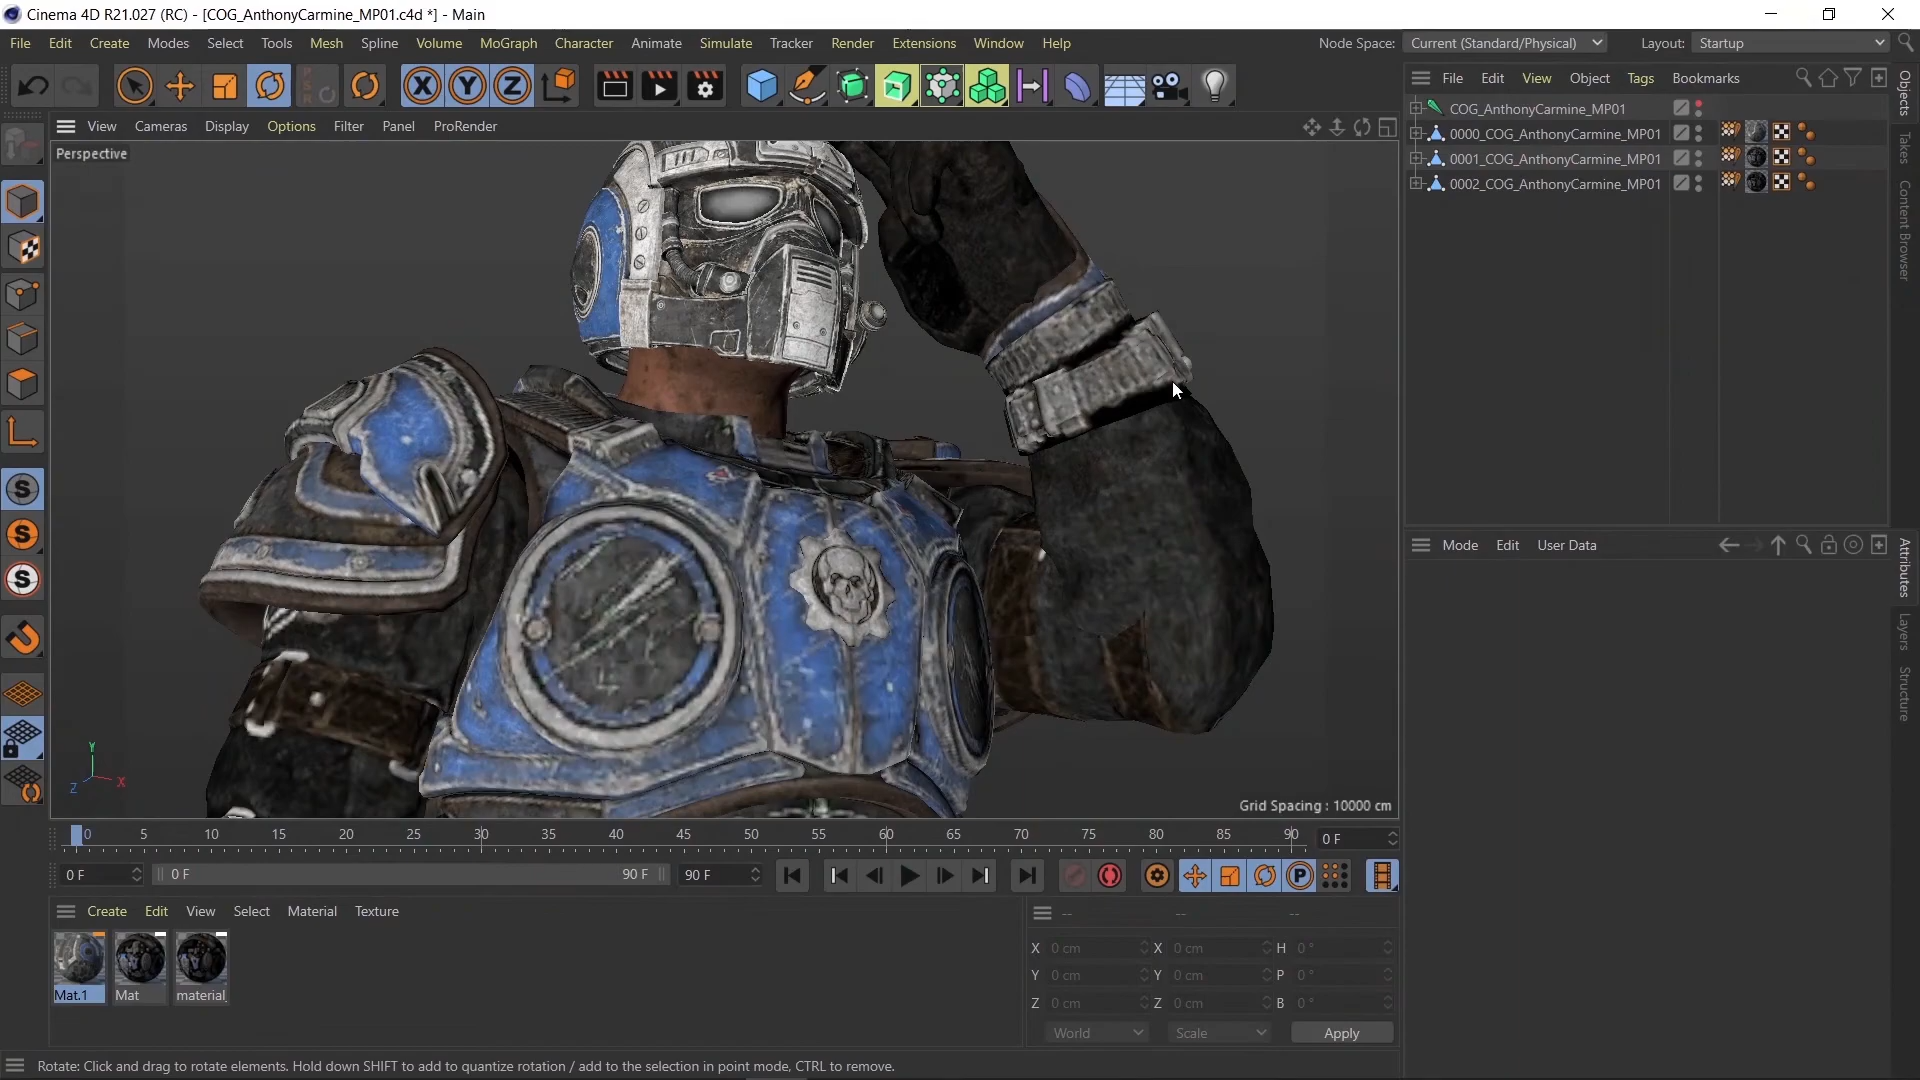 Cinema 4D R21.027 (RC) - [COG_AnthonyCarmine_MP01.c4d *] - Main
File Edit Create Modes Select Tools Mesh Spline Volume MoGraph Character Animate Simulate Tracker Render Extensions Window Help Node Space: Current (Standard/Physical) Layout: Startup
PSR X Y Z
File Edit View Object Tags Bookmarks
View Cameras Display Options Filter Panel ProRender
Perspective
COG_AnthonyCarmine_MP01
0000_COG_AnthonyCarmine_MP01
0001_COG_AnthonyCarmine_MP01
0002_COG_AnthonyCarmine_MP01
Objects
Takes
Content Browser
S
S
S
Mode Edit User Data
Attributes
Layers
Structure
Y
Z X
Grid Spacing : 10000 cm
0 5 10 15 20 25 30 35 40 45 50 55 60 65 70 75 80 85 90 0 F
0 F 0 F 90 F 90 F P
Create Edit View Select Material Texture
-- -- --
Mat.1 Mat material_
X 0 cm X 0 cm H 0 °
Y 0 cm Y 0 cm P 0 °
Z 0 cm Z 0 cm B 0 °
World Scale Apply
Rotate: Click and drag to rotate elements. Hold down SHIFT to add to quantize rotation / add to the selection in point mode, CTRL to remove.